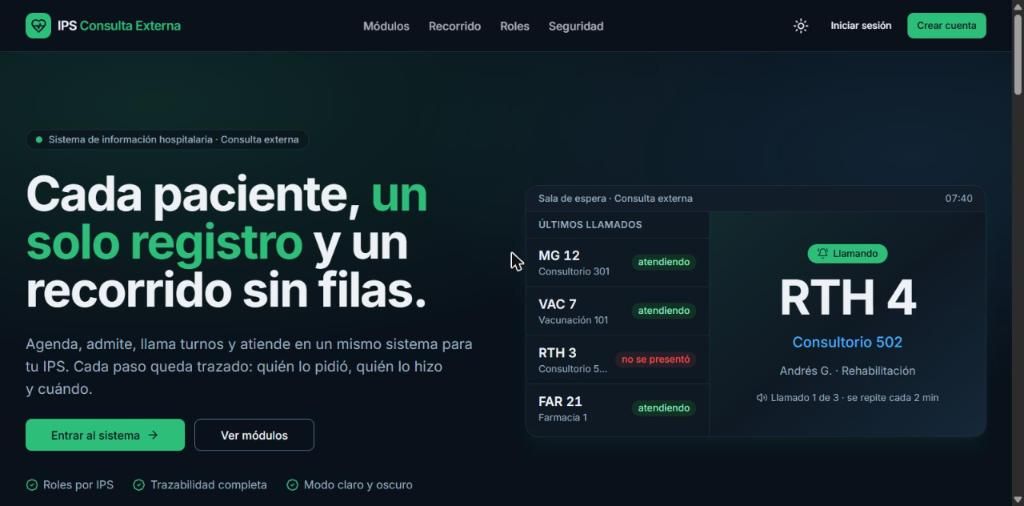 IPS Consulta Externa
Módulos
Recorrido
Roles
Seguridad
Iniciar sesión
Crear cuenta
Sistema de información hospitalaria · Consulta externa
Cada paciente, un
solo registro y un
recorrido sin filas.
Agenda, admite, llama turnos y atiende en un mismo sistema para
tu IPS. Cada paso queda trazado: quién lo pidió, quién lo hizo
y cuándo.
Entrar al sistema
Ver módulos
Roles por IPS
Trazabilidad completa
Modo claro y oscuro
Sala de espera · Consulta externa
07:40
ÚLTIMOS LLAMADOS
MG 12
Consultorio 301
atendiendo
VAC 7
Vacunación 101
atendiendo
RTH 3
Consultorio 5...
no se presentó
FAR 21
Farmacia 1
atendiendo
Llamando
RTH 4
Consultorio 502
Andrés G. · Rehabilitación
Llamado 1 de 3 · se repite cada 2 min